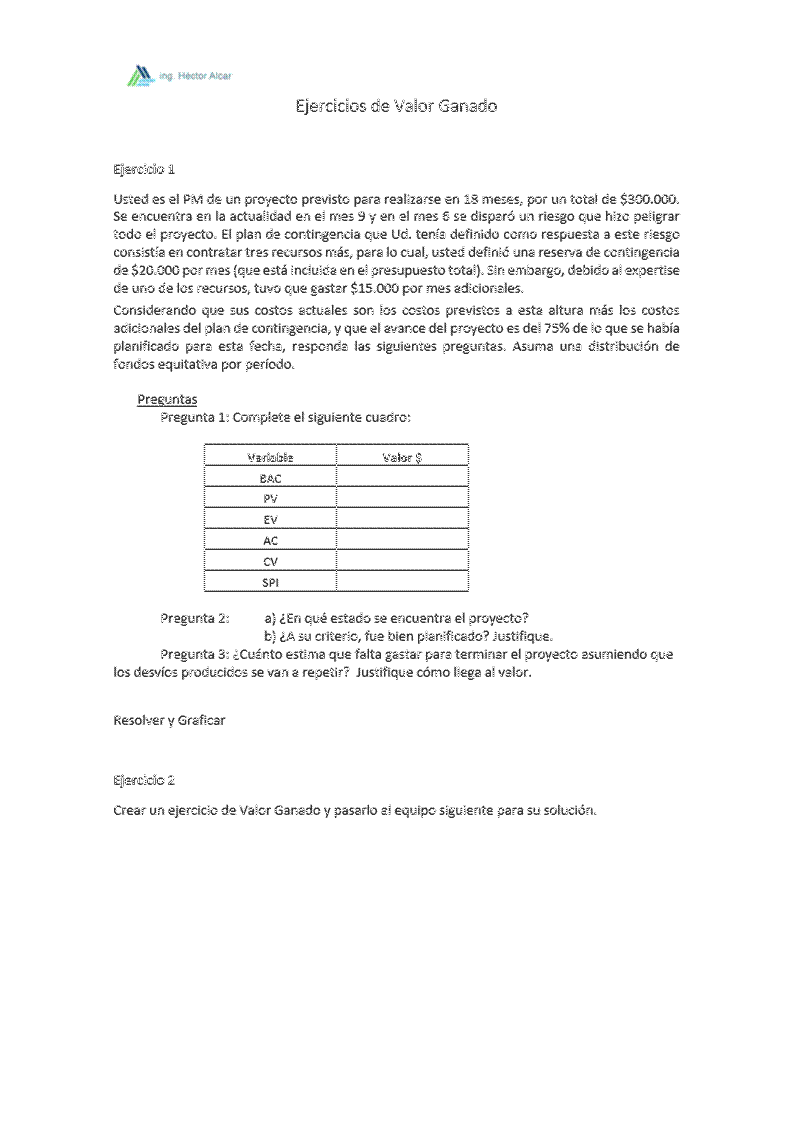 ing. Héctor Alcar
Ejercicios de Valor Ganado
Ejercicio 1
Usted es el PM de un proyecto previsto para realizarse en 18 meses, por un total de $300.000.
Se encuentra en la actualidad en el mes 9 y en el mes 6 se disparó un riesgo que hizo peligrar
todo el proyecto. El plan de contingencia que Ud. tenía definido como respuesta a este riesgo
consistía en contratar tres recursos más, para lo cual, usted definió una reserva de contingencia
de $20.000 por mes (que está incluida en el presupuesto total). Sin embargo, debido al expertise
de uno de los recursos, tuvo que gastar $15.000 por mes adicionales.
Considerando que sus costos actuales son los costos previstos a esta altura más los costos
adicionales del plan de contingencia, y que el avance del proyecto es del 75% de lo que se había
planificado para esta fecha, responda las siguientes preguntas. Asuma una distribución de
fondos equitativa por período.
Preguntas
Pregunta 1: Complete el siguiente cuadro:
Variable Valor $
BAC
PV
EV
AC
CV
SPI
Pregunta 2: a) ¿En qué estado se encuentra el proyecto?
b) ¿A su criterio, fue bien planificado? Justifique.
Pregunta 3: ¿Cuánto estima que falta gastar para terminar el proyecto asumiendo que
los desvíos producidos se van a repetir? Justifique cómo llega al valor.
Resolver y Graficar
Ejercicio 2
Crear un ejercicio de Valor Ganado y pasarlo al equipo siguiente para su solución.